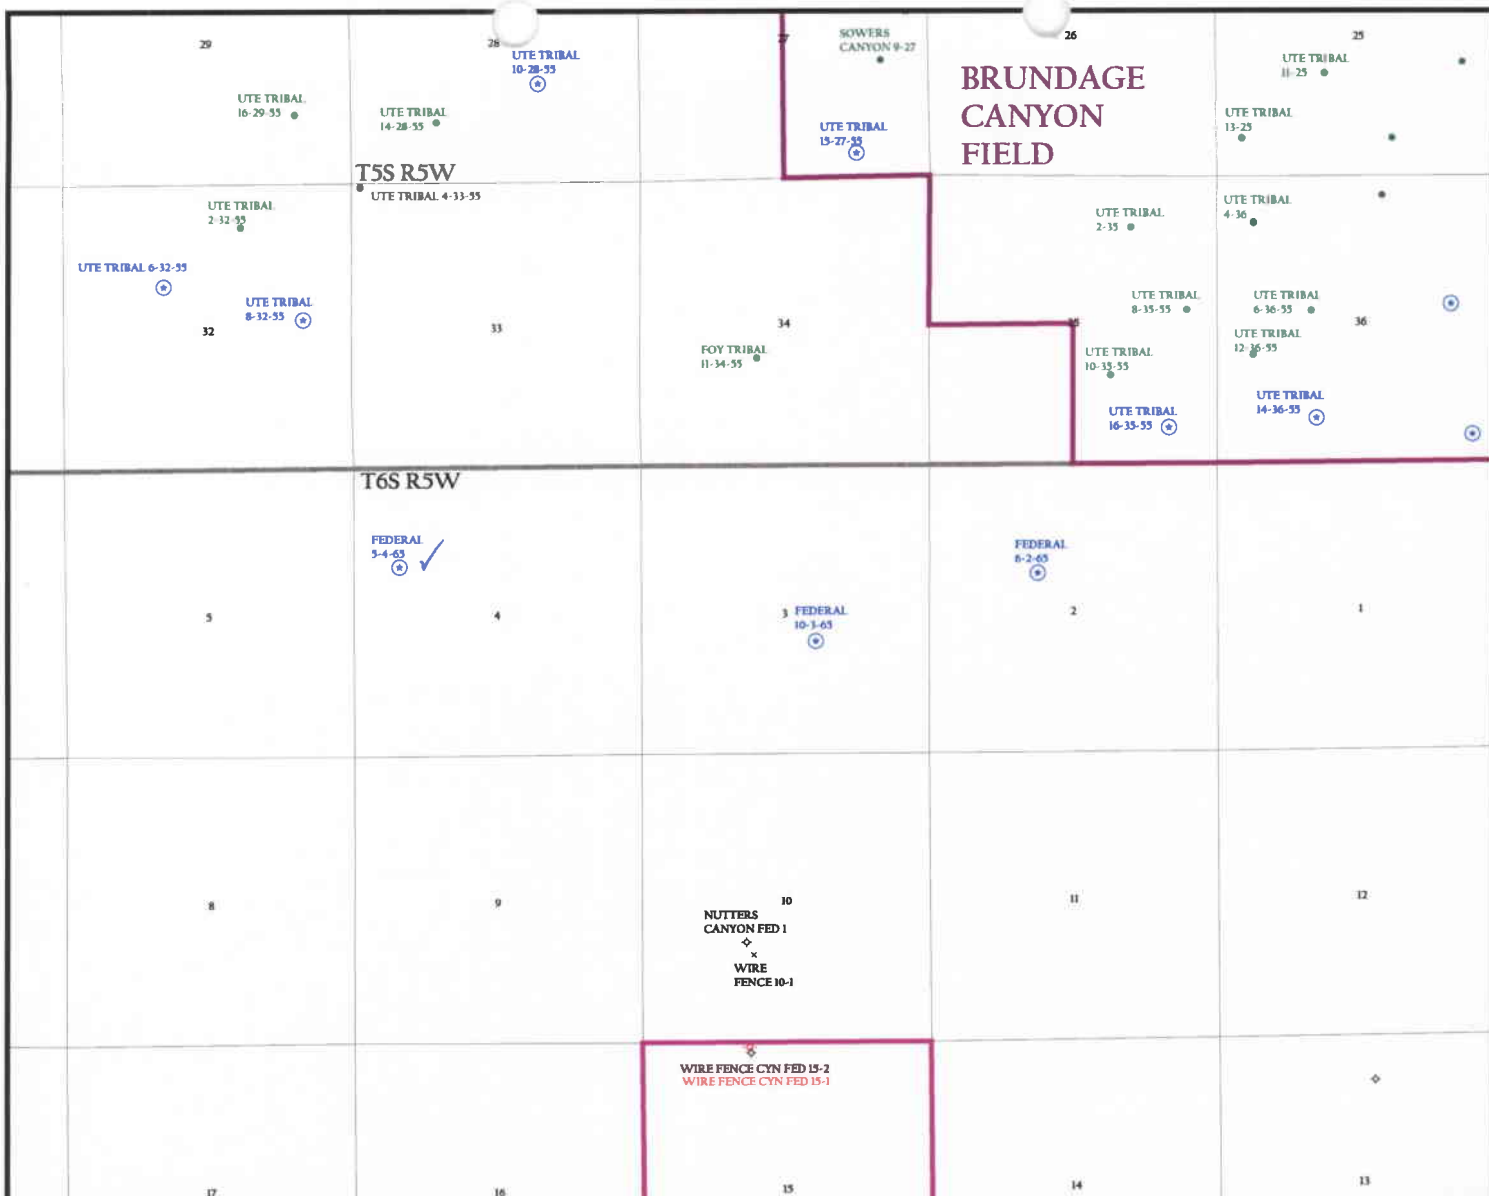 29
28
27
26
25
SOWERS
CANYON 9-27
UTE TRIBAL
10-28-55
UTE TRIBAL
11-25
BRUNDAGE
CANYON
FIELD
UTE TRIBAL
16-29-55
UTE TRIBAL
14-28-55
UTE TRIBAL
13-25
UTE TRIBAL
15-27-55
T5S R5W
UTE TRIBAL 4-33-55
UTE TRIBAL
2-32-55
UTE TRIBAL
2-35
UTE TRIBAL
4-36
UTE TRIBAL 6-32-55
UTE TRIBAL
8-32-55
UTE TRIBAL
8-35-55
UTE TRIBAL
6-36-55
32
33
34
35
36
UTE TRIBAL
12-36-55
FOY TRIBAL
11-34-55
UTE TRIBAL
10-35-55
UTE TRIBAL
14-36-55
UTE TRIBAL
16-35-55
T6S R5W
FEDERAL
5-4-65
FEDERAL
6-2-65
5
4
3
FEDERAL
10-3-65
2
1
8
9
10
11
12
NUTTERS
CANYON FED 1
WIRE
FENCE 10-1
WIRE FENCE CYN FED 15-2
WIRE FENCE CYN FED 15-1
17
16
15
14
13